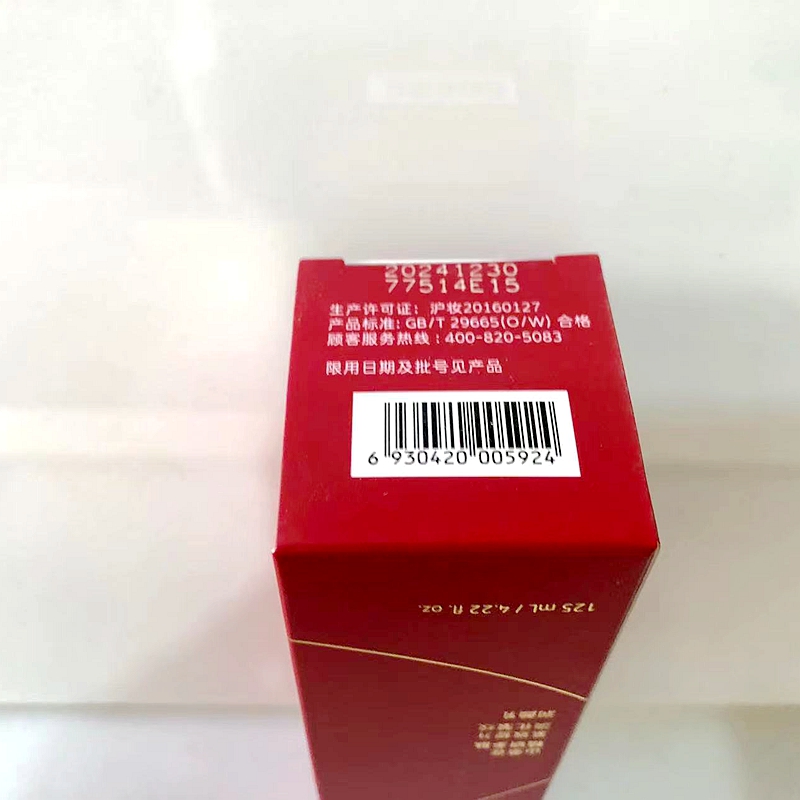 20241230
77514E15
生产许可证：沪妆20160127
产品标准：GB/T 29665(O/W) 合格
顾客服务热线：400-820-5083
限用日期及批号见产品
6 930420 005924
125 mL / 4.22 fl. oz.